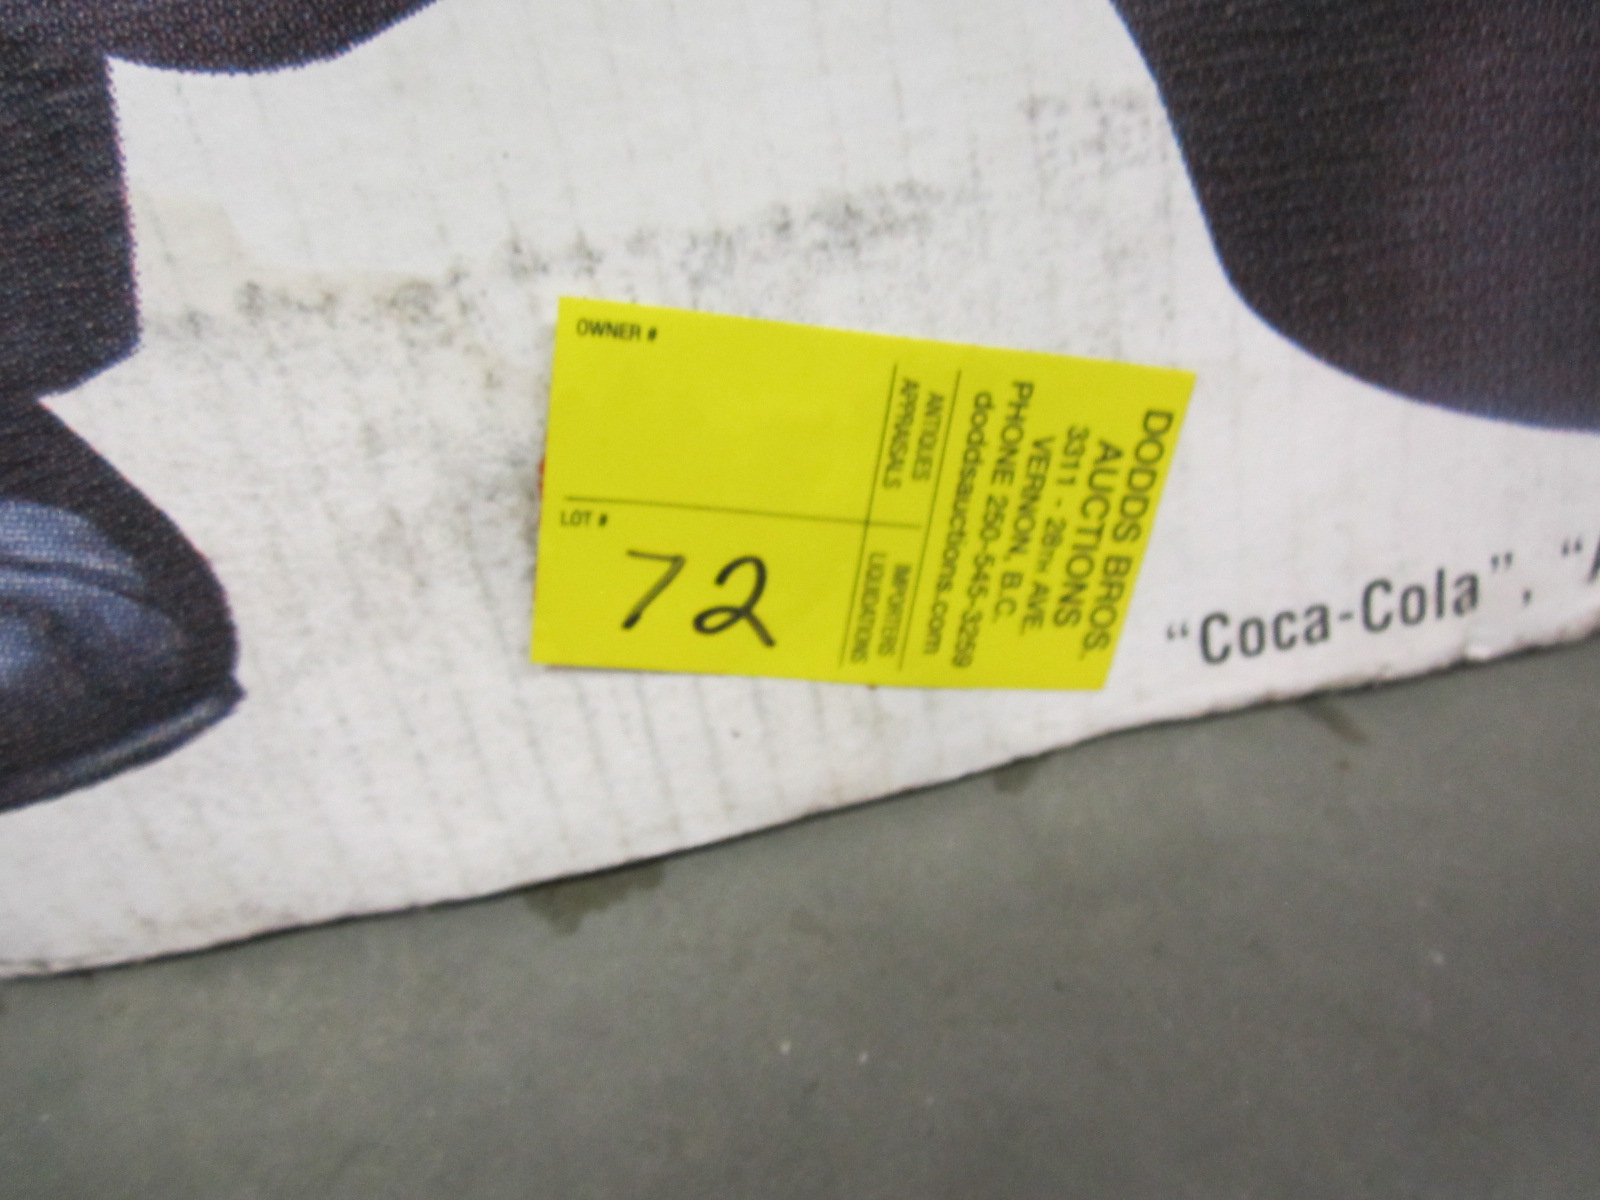 OWNER #
LOT #
72
DODDS BROS.
AUCTIONS
3311 - 28TH AVE.
VERNON, B.C.
PHONE 250-545-3259
doddsauctions.com
ANTIQUES IMPORTERS
APPRAISALS LIQUIDATIONS
"Coca-Cola", "